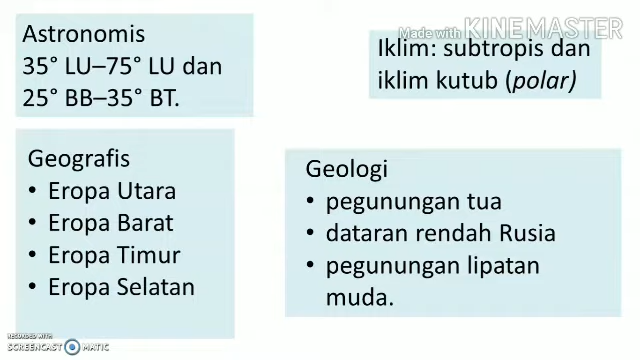 Astronomis
35° LU–75° LU dan
25° BB–35° BT.
Made with KINEMASTER
Iklim: subtropis dan
iklim kutub (polar)
Geografis
• Eropa Utara
• Eropa Barat
• Eropa Timur
• Eropa Selatan
Geologi
• pegunungan tua
• dataran rendah Rusia
• pegunungan lipatan
muda.
RECORDED WITH
SCREENCAST MATIC